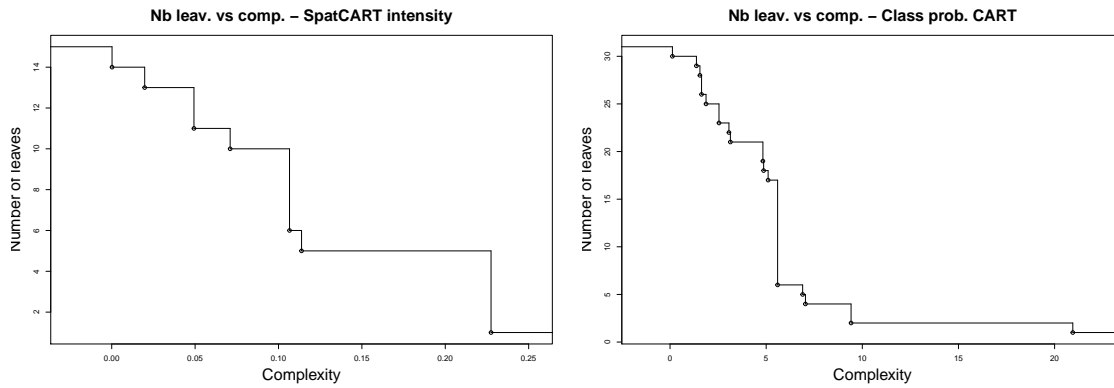 Nb leav. vs comp. – SpatCART intensity
Number of leaves
14
12
10
8
6
4
2
0.00 0.05 0.10 0.15 0.20 0.25
Complexity
Nb leav. vs comp. – Class prob. CART
Number of leaves
30
25
20
15
10
5
0
0 5 10 15 20
Complexity